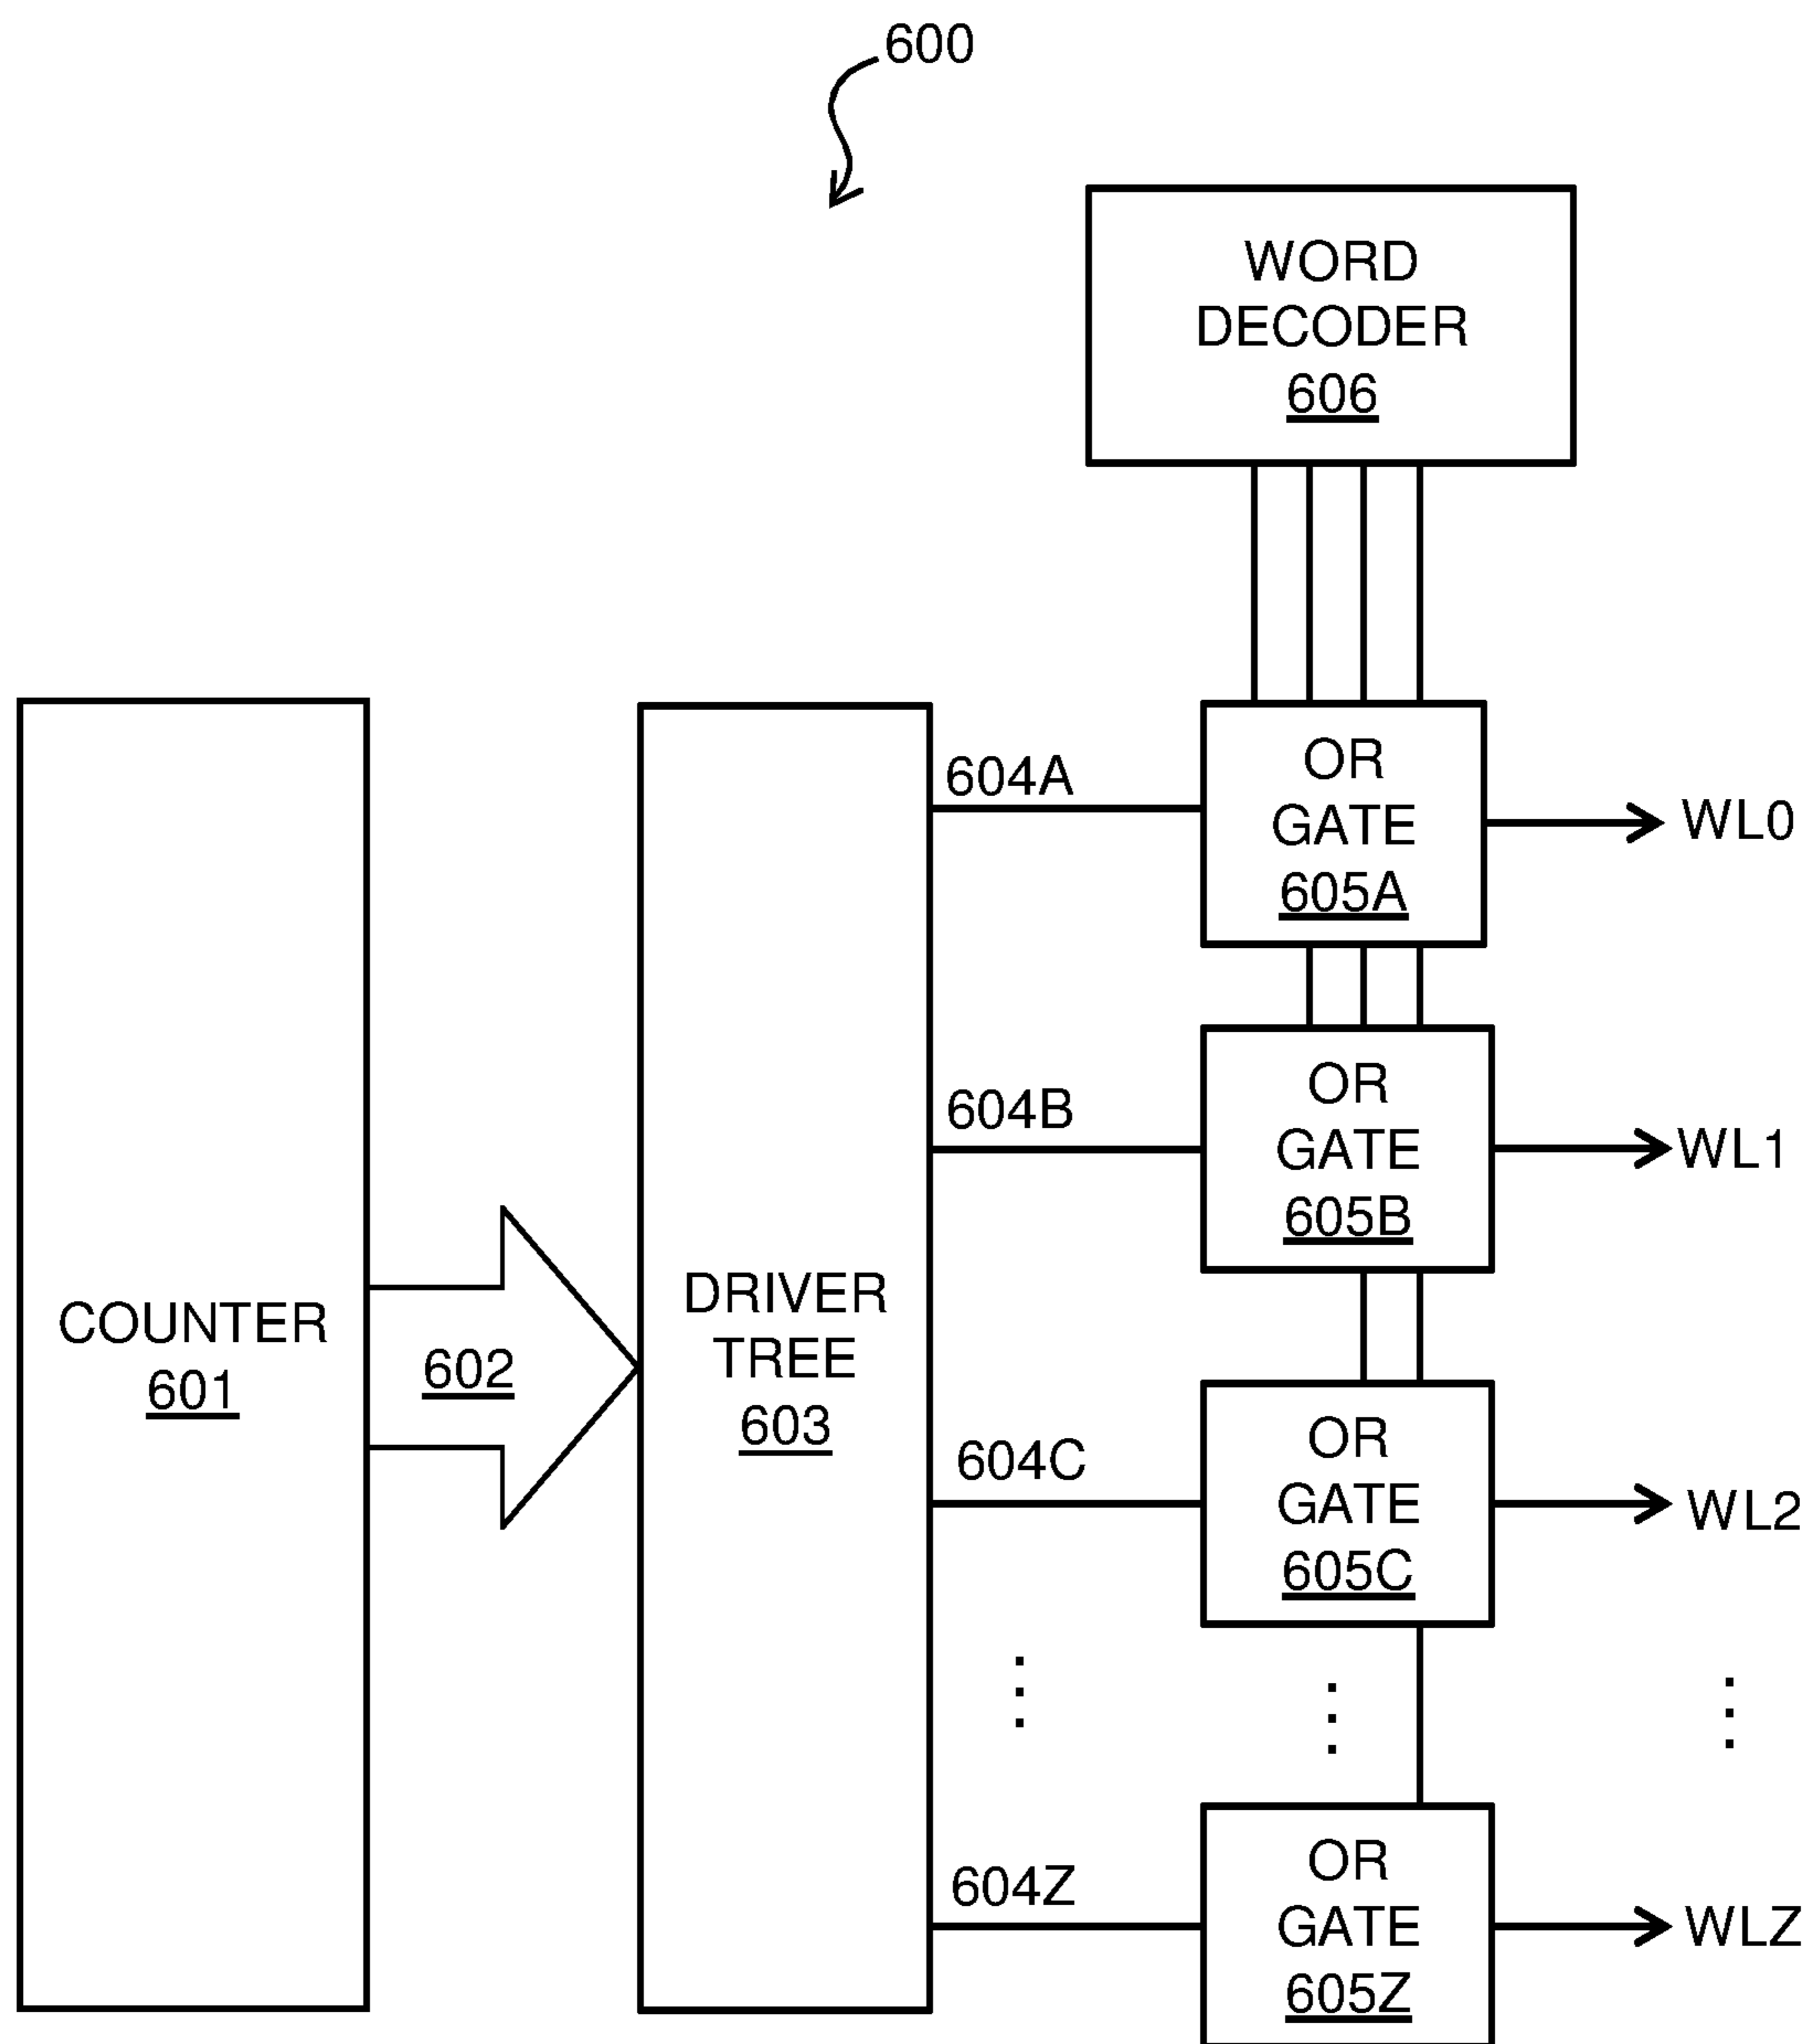 600
WORD
DECODER
606
604A
OR
GATE
605A
WL0
604B
OR
GATE
605B
WL1
COUNTER
601
602
DRIVER
TREE
603
604C
OR
GATE
605C
WL2
604Z
OR
GATE
605Z
WLZ